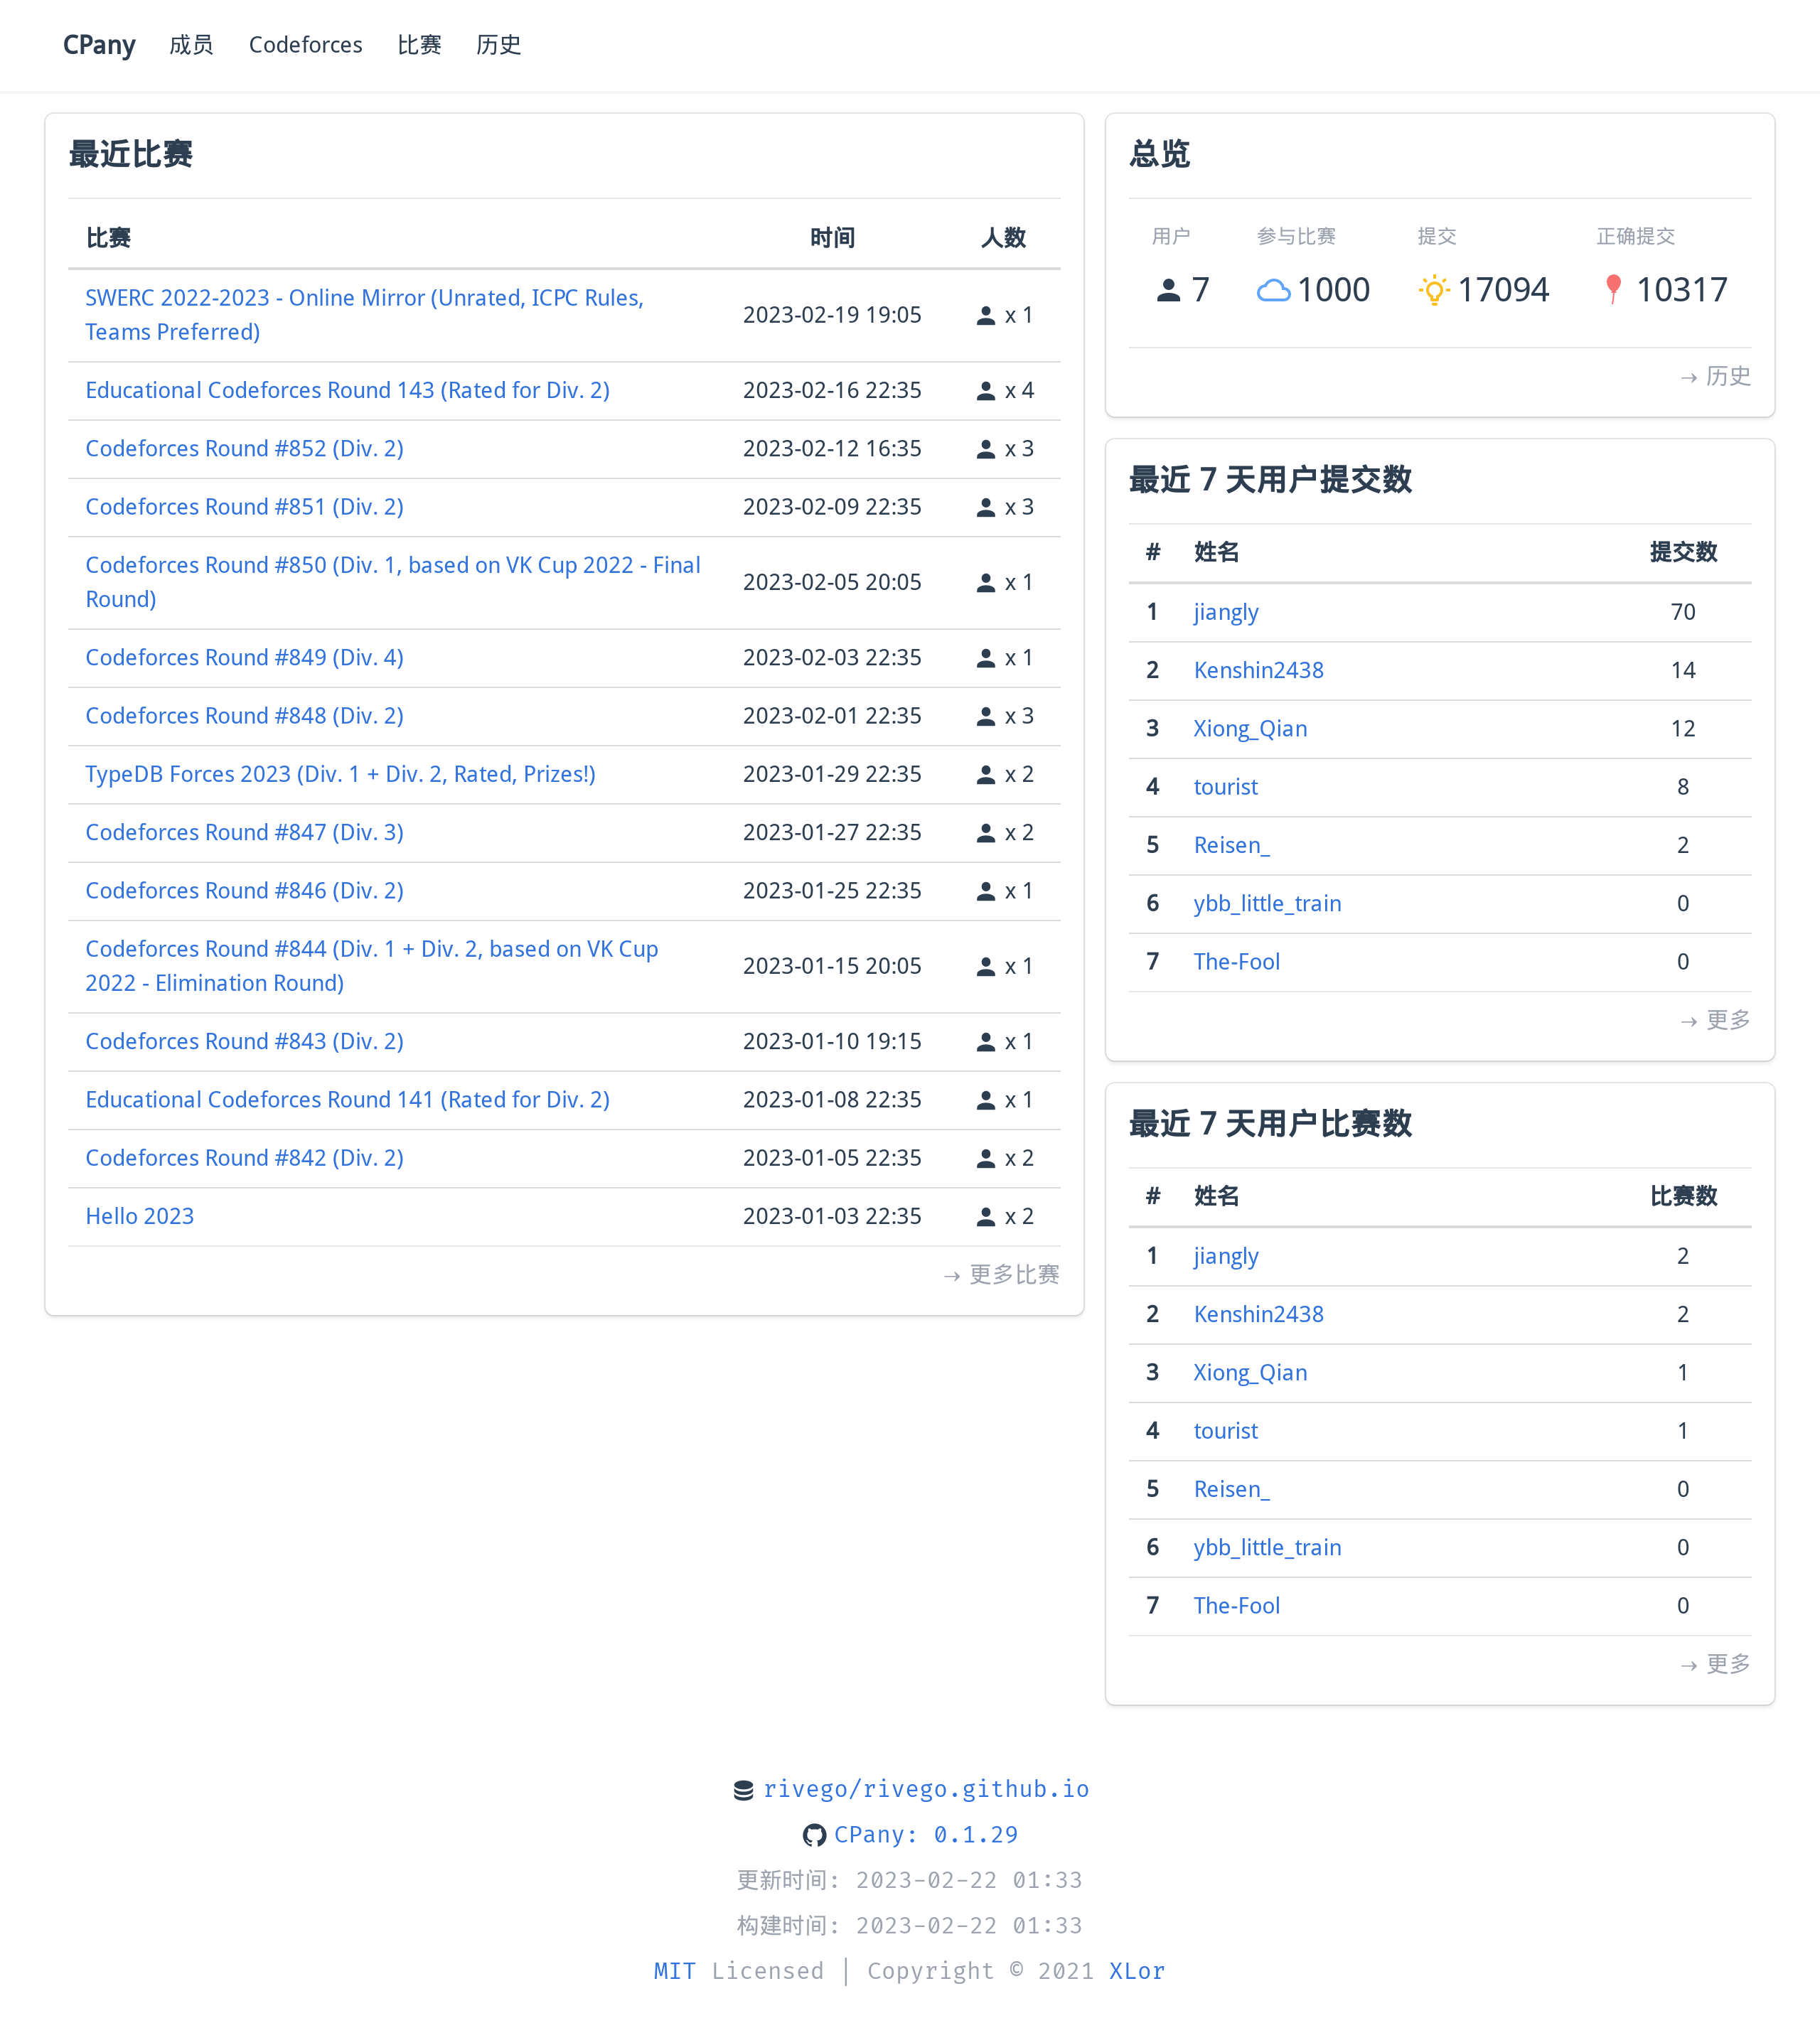 CPany 成员 Codeforces 比赛 历史
最近比赛
比赛 时间 人数
SWERC 2022-2023 - Online Mirror (Unrated, ICPC Rules,
Teams Preferred) 2023-02-19 19:05 x 1
Educational Codeforces Round 143 (Rated for Div. 2) 2023-02-16 22:35 x 4
Codeforces Round #852 (Div. 2) 2023-02-12 16:35 x 3
Codeforces Round #851 (Div. 2) 2023-02-09 22:35 x 3
Codeforces Round #850 (Div. 1, based on VK Cup 2022 - Final
Round) 2023-02-05 20:05 x 1
Codeforces Round #849 (Div. 4) 2023-02-03 22:35 x 1
Codeforces Round #848 (Div. 2) 2023-02-01 22:35 x 3
TypeDB Forces 2023 (Div. 1 + Div. 2, Rated, Prizes!) 2023-01-29 22:35 x 2
Codeforces Round #847 (Div. 3) 2023-01-27 22:35 x 2
Codeforces Round #846 (Div. 2) 2023-01-25 22:35 x 1
Codeforces Round #844 (Div. 1 + Div. 2, based on VK Cup
2022 - Elimination Round) 2023-01-15 20:05 x 1
Codeforces Round #843 (Div. 2) 2023-01-10 19:15 x 1
Educational Codeforces Round 141 (Rated for Div. 2) 2023-01-08 22:35 x 1
Codeforces Round #842 (Div. 2) 2023-01-05 22:35 x 2
Hello 2023 2023-01-03 22:35 x 2
→ 更多比赛
总览
用户 参与比赛 提交 正确提交
7 1000 17094 10317
→ 历史
最近 7 天用户提交数
# 姓名 提交数
1 jiangly 70
2 Kenshin2438 14
3 Xiong_Qian 12
4 tourist 8
5 Reisen_ 2
6 ybb_little_train 0
7 The-Fool 0
→ 更多
最近 7 天用户比赛数
# 姓名 比赛数
1 jiangly 2
2 Kenshin2438 2
3 Xiong_Qian 1
4 tourist 1
5 Reisen_ 0
6 ybb_little_train 0
7 The-Fool 0
→ 更多
rivego/rivego.github.io
CPany: 0.1.29
更新时间: 2023-02-22 01:33
构建时间: 2023-02-22 01:33
MIT Licensed | Copyright © 2021 XLor